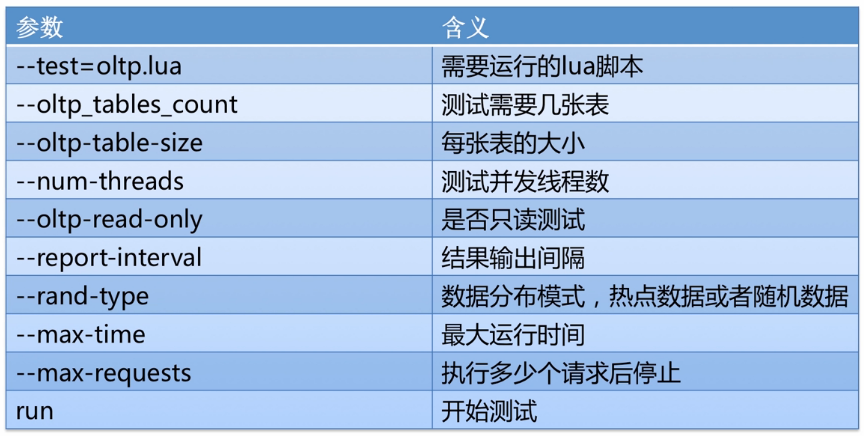 参数 含义
--test=oltp.lua 需要运行的lua脚本
--oltp_tables_count 测试需要几张表
--oltp-table-size 每张表的大小
--num-threads 测试并发线程数
--oltp-read-only 是否只读测试
--report-interval 结果输出间隔
--rand-type 数据分布模式，热点数据或者随机数据
--max-time 最大运行时间
--max-requests 执行多少个请求后停止
run 开始测试